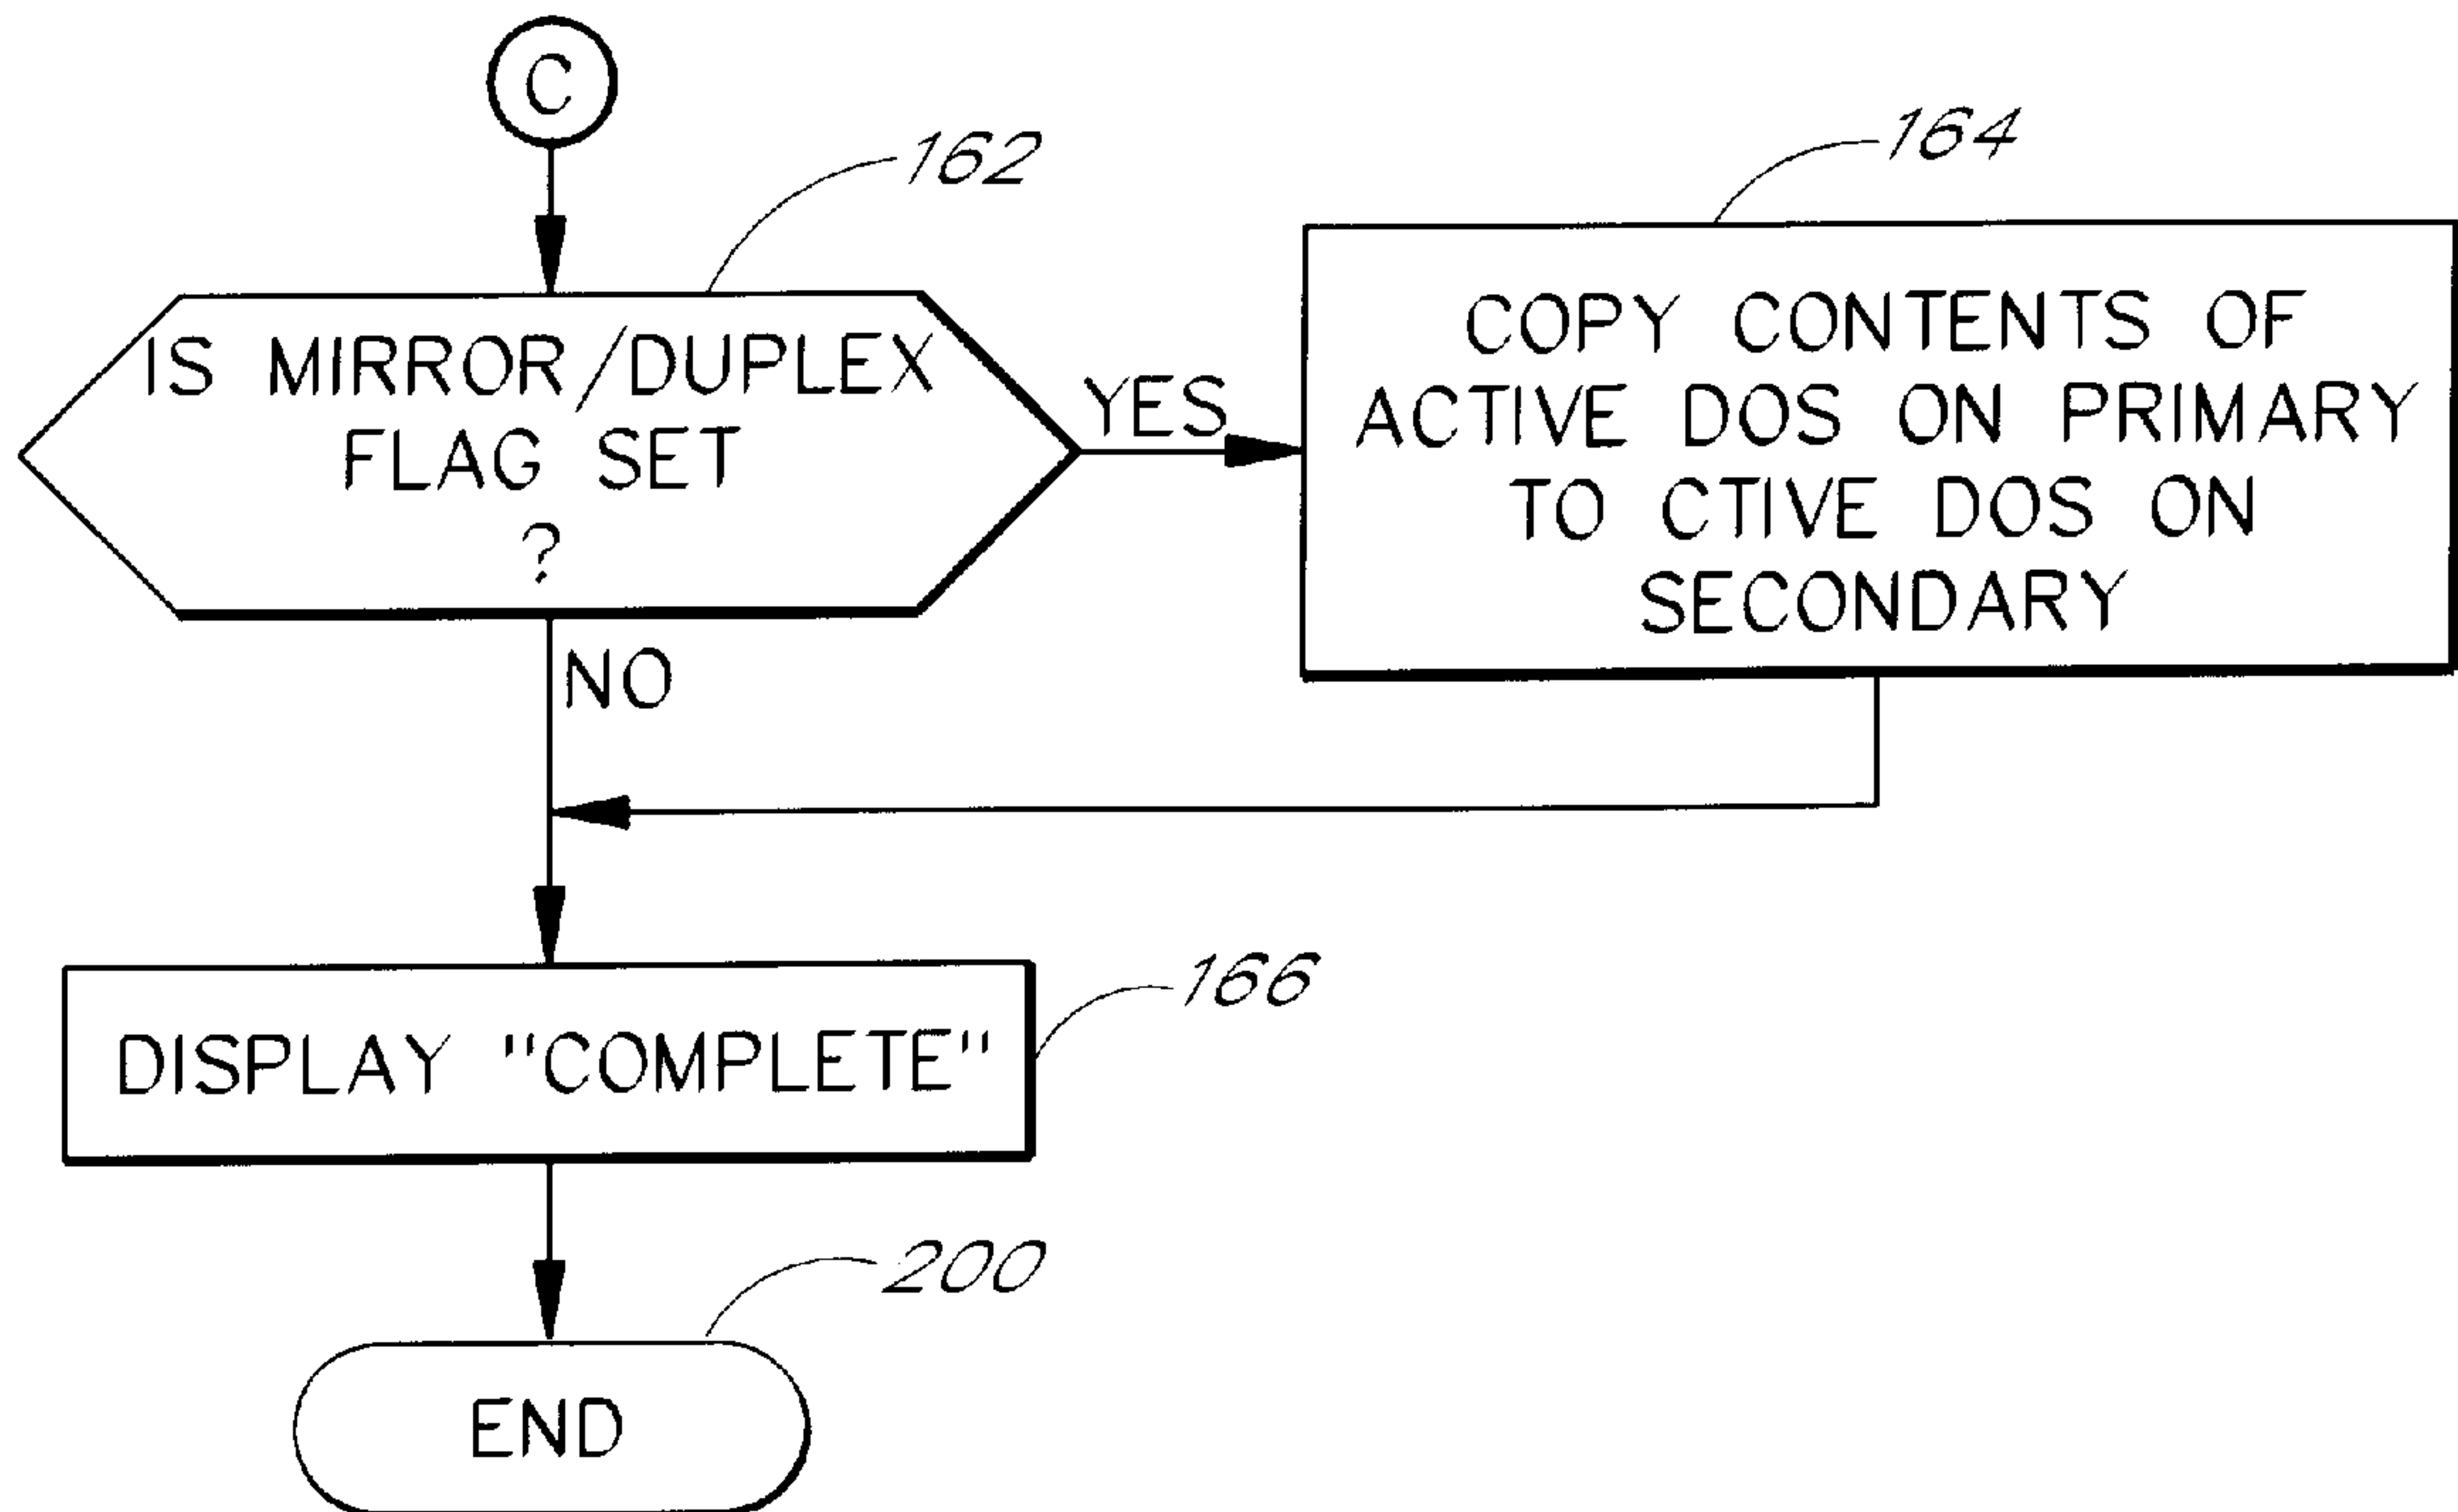 C
162
IS MIRROR/DUPLEX
FLAG SET
?
YES
164
COPY CONTENTS OF
ACTIVE DOS ON PRIMARY
TO CTIVE DOS ON
SECONDARY
NO
166
DISPLAY "COMPLETE"
200
END